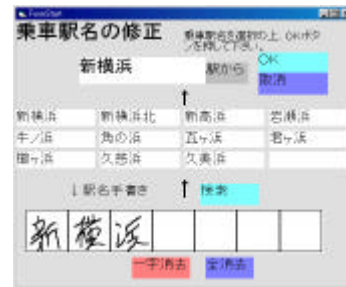 乗車駅名の修正
乗車駅名を選択の上、OKボタンを押して下さい。
新横浜 駅から OK
取消
↑
新横浜 新横浜北 新高浜 岩瀬浜
牛ノ浜 角の浜 五ヶ浜 君ヶ浜
久慈浜 久美浜
↓駅名手書き ↑ 検索
新横浜
一字消去 全消去